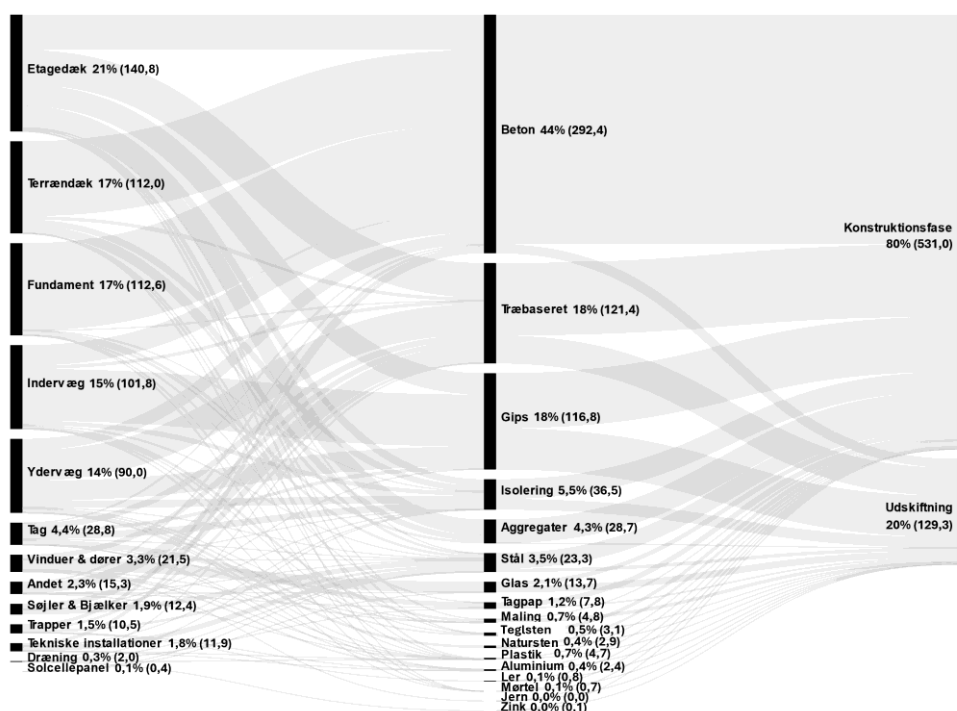 Etagedæk 21% (140,8)
Terrændæk 17% (112,0)
Fundament 17% (112,6)
Indervæg 15% (101,8)
Ydervæg 14% (90,0)
Tag 4,4% (28,8)
Vinduer & dører 3,3% (21,5)
Andet 2,3% (15,3)
Søjler & Bjælker 1,9% (12,4)
Trapper 1,5% (10,5)
Tekniske installationer 1,8% (11,9)
Dræning 0,3% (2,0)
Solcellepanel 0,1% (0,4)
Beton 44% (292,4)
Træbaseret 18% (121,4)
Gips 18% (116,8)
Isolering 5,5% (36,5)
Aggregater 4,3% (28,7)
Stål 3,5% (23,3)
Glas 2,1% (13,7)
Tagpap 1,2% (7,8)
Maling 0,7% (4,8)
Teglsten 0,5% (3,1)
Natursten 0,4% (2,9)
Plastik 0,7% (4,7)
Aluminium 0,4% (2,4)
Ler 0,1% (0,8)
Mørtel 0,1% (0,7)
Jern 0,0% (0,0)
Zink 0,0% (0,1)
Konstruktionsfase
80% (531,0)
Udskiftning
20% (129,3)